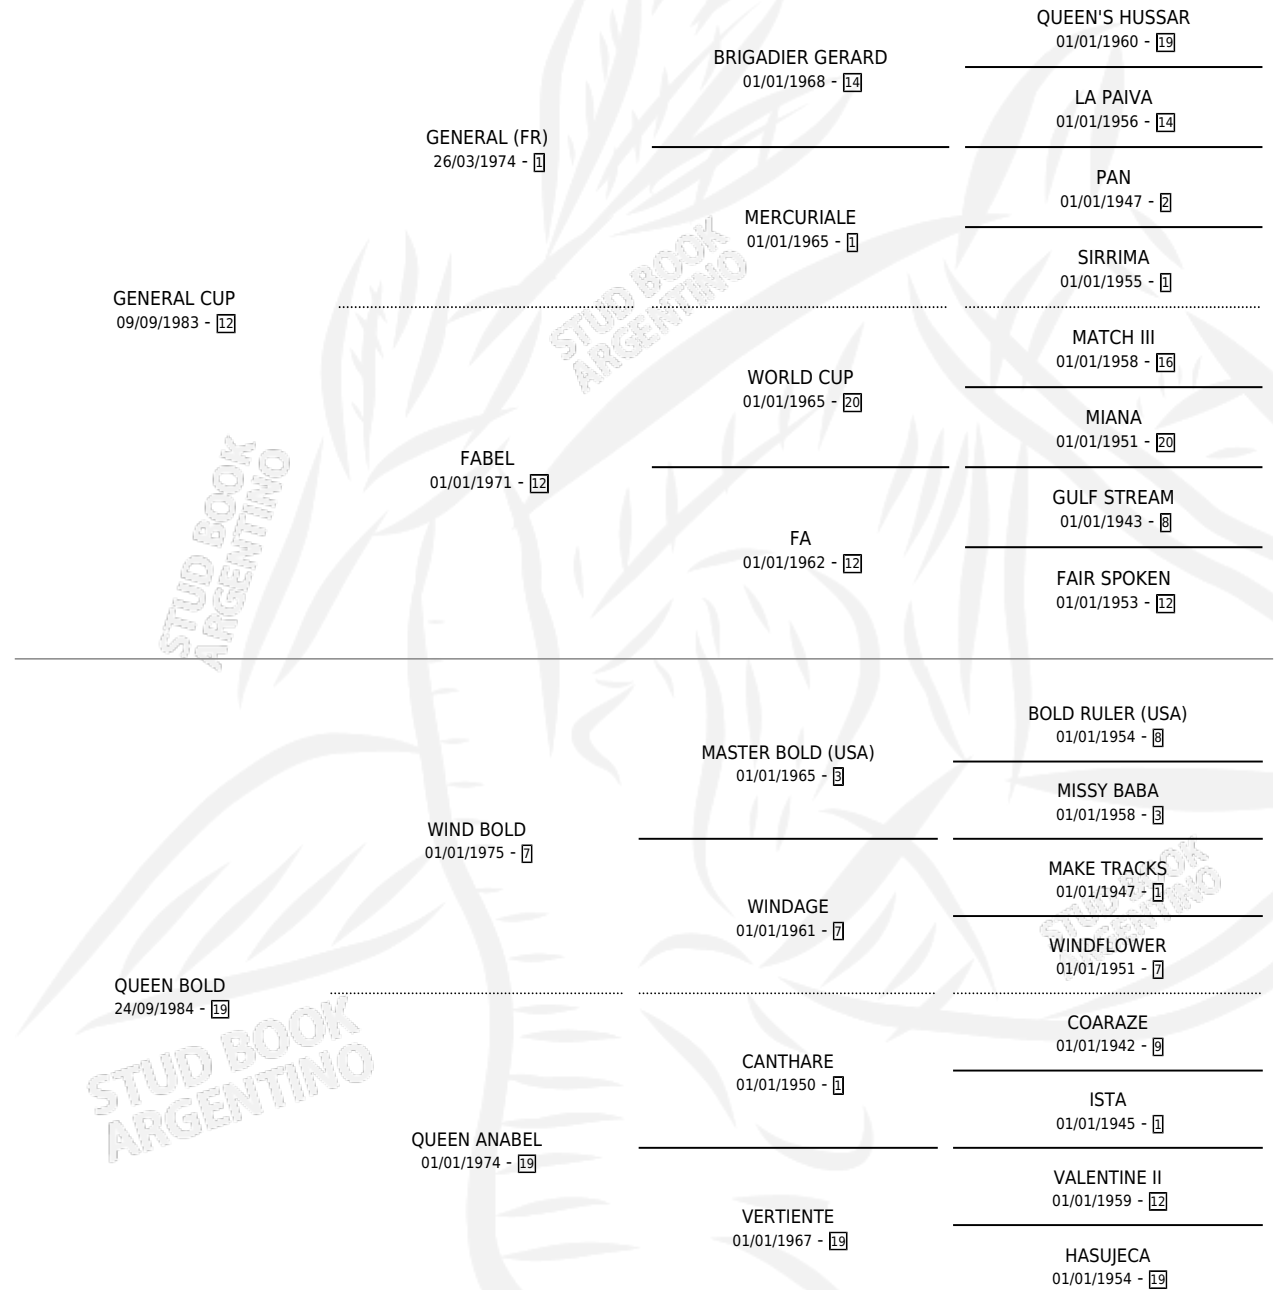 QUEEN'S HUSSAR
01/01/1960 - 19
BRIGADIER GERARD
01/01/1968 - 14
LA PAIVA
01/01/1956 - 14
GENERAL (FR)
26/03/1974 - 1
PAN
01/01/1947 - 2
MERCURIALE
01/01/1965 - 1
SIRRIMA
01/01/1955 - 1
GENERAL CUP
09/09/1983 - 12
MATCH III
01/01/1958 - 16
WORLD CUP
01/01/1965 - 20
MIANA
01/01/1951 - 20
FABEL
01/01/1971 - 12
GULF STREAM
01/01/1943 - 8
FA
01/01/1962 - 12
FAIR SPOKEN
01/01/1953 - 12
STUD BOOK
ARGENTINO
STUD BOOK
ARGENTINO
BOLD RULER (USA)
01/01/1954 - 8
MASTER BOLD (USA)
01/01/1965 - 3
MISSY BABA
01/01/1958 - 3
WIND BOLD
01/01/1975 - 7
MAKE TRACKS
01/01/1947 - 1
WINDAGE
01/01/1961 - 7
WINDFLOWER
01/01/1951 - 7
QUEEN BOLD
24/09/1984 - 19
COARAZE
01/01/1942 - 9
CANTHARE
01/01/1950 - 1
ISTA
01/01/1945 - 1
QUEEN ANABEL
01/01/1974 - 19
VALENTINE II
01/01/1959 - 12
VERTIENTE
01/01/1967 - 19
HASUJECA
01/01/1954 - 19
STUD BOOK
ARGENTINO
STUD BOOK
ARGENTINO